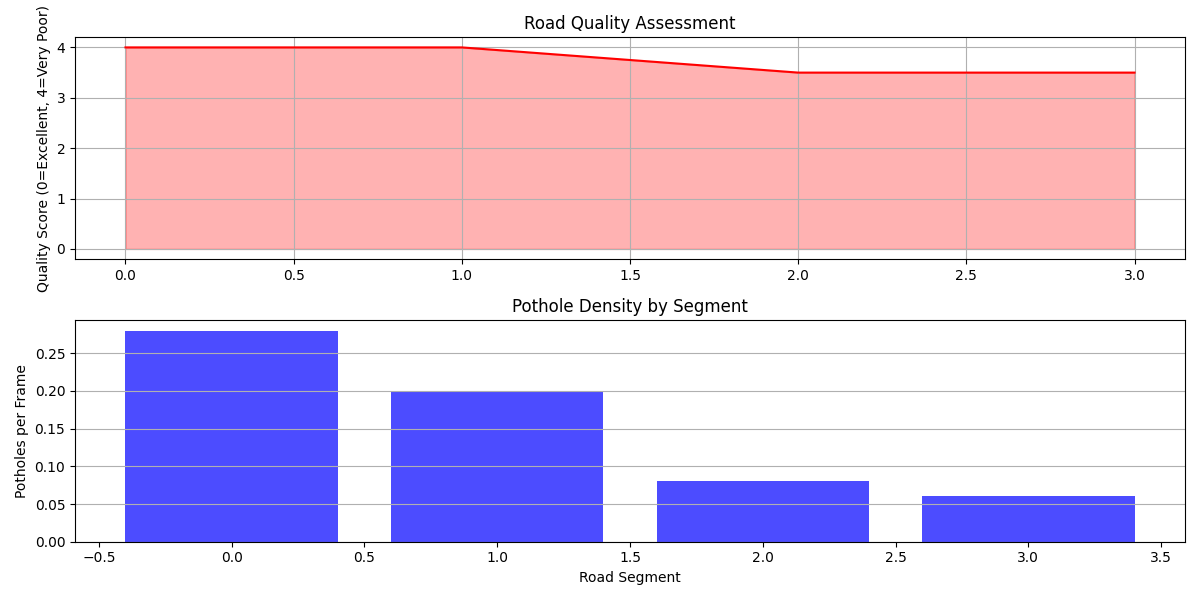 Road Quality Assessment
Quality Score (0=Excellent, 4=Very Poor)
4
3
2
1
0
0.0 0.5 1.0 1.5 2.0 2.5 3.0
Pothole Density by Segment
Potholes per Frame
0.25
0.20
0.15
0.10
0.05
0.00
−0.5 0.0 0.5 1.0 1.5 2.0 2.5 3.0 3.5
Road Segment